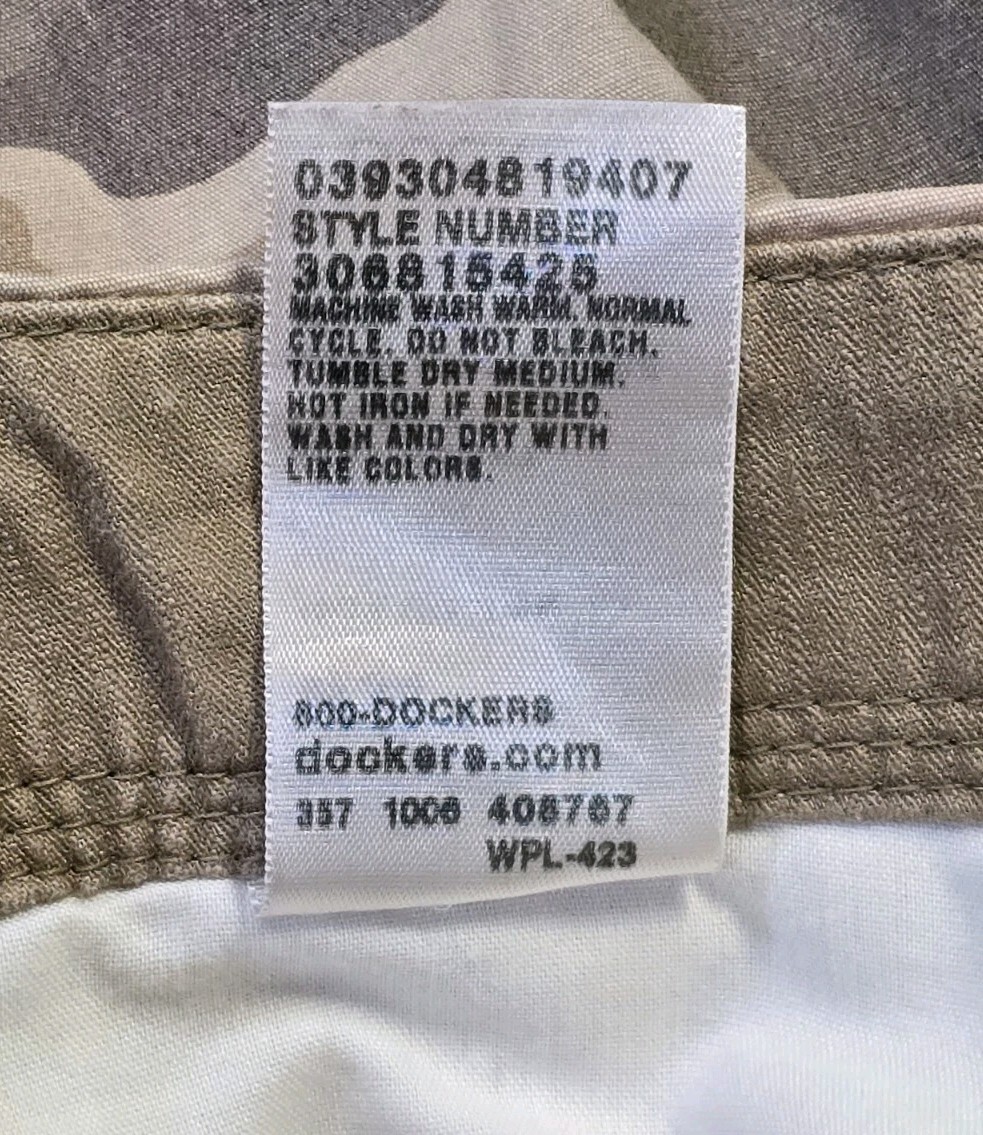 039304819407
STYLE NUMBER
306815425
MACHINE WASH WARM, NORMAL
CYCLE. DO NOT BLEACH.
TUMBLE DRY MEDIUM.
HOT IRON IF NEEDED.
WASH AND DRY WITH
LIKE COLORS.
800-DOCKERS
dockers.com
357 1006 406767
WPL-423